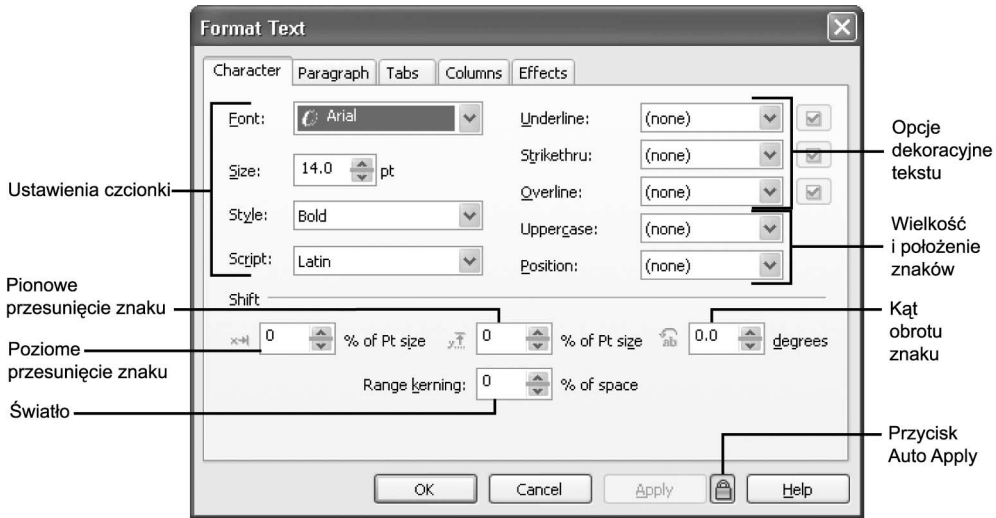 Format Text
Character Paragraph Tabs Columns Effects
Font: Arial
Size: 14.0 pt
Style: Bold
Script: Latin
Underline: (none)
Strikethru: (none)
Overline: (none)
Uppercase: (none)
Position: (none)
Shift
0 % of Pt size
y 0 % of Pt size
ab 0.0 degrees
Range kerning: 0 % of space
OK Cancel Apply Help
Ustawienia czcionki
Pionowe
przesunięcie znaku
Poziome
przesunięcie znaku
Światło
Opcje
dekoracyjne
tekstu
Wielkość
i położenie
znaków
Kąt
obrotu
znaku
Przycisk
Auto Apply